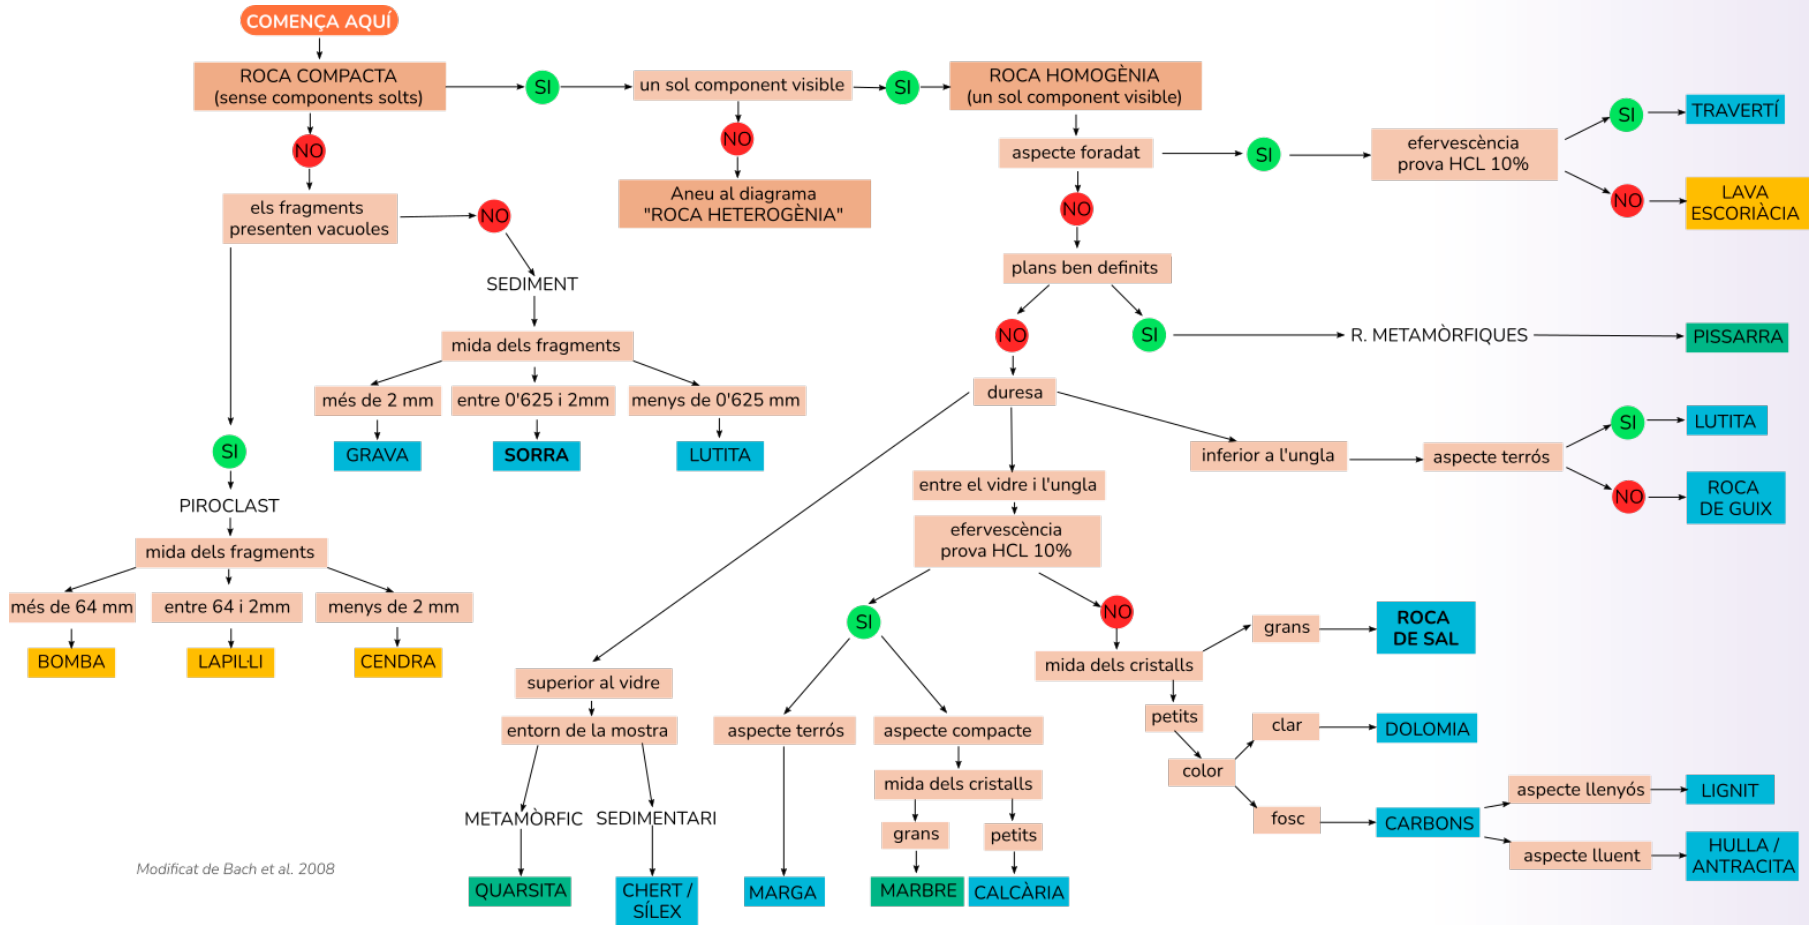 COMENÇA AQUÍ
ROCA COMPACTA
(sense components solts)
SI
un sol component visible
SI
ROCA HOMOGÈNIA
(un sol component visible)
NO
NO
Aneu al diagrama
"ROCA HETEROGÈNIA"
aspecte foradat
SI
efervescència
prova HCL 10%
SI
TRAVERTÍ
NO
LAVA
ESCORIÀCIA
els fragments
presenten vacuoles
NO
SEDIMENT
mida dels fragments
més de 2 mm
entre 0'625 i 2mm
menys de 0'625 mm
GRAVA
SORRA
LUTITA
SI
PIROCLAST
mida dels fragments
més de 64 mm
entre 64 i 2mm
menys de 2 mm
BOMBA
LAPIL·LI
CENDRA
NO
plans ben definits
NO
SI
R. METAMÒRFIQUES
PISSARRA
duresa
inferior a l'ungla
aspecte terrós
SI
LUTITA
NO
ROCA
DE GUIX
entre el vidre i l'ungla
efervescència
prova HCL 10%
SI
NO
mida dels cristalls
grans
ROCA
DE SAL
petits
color
clar
DOLOMIA
fosc
CARBONS
aspecte llenyós
LIGNIT
aspecte lluent
HULLA /
ANTRACITA
superior al vidre
entorn de la mostra
METAMÒRFIC
SEDIMENTARI
QUARSITA
CHERT /
SÍLEX
aspecte terrós
MARGA
aspecte compacte
mida dels cristalls
grans
petits
MARBRE
CALCÀRIA
Modificat de Bach et al. 2008